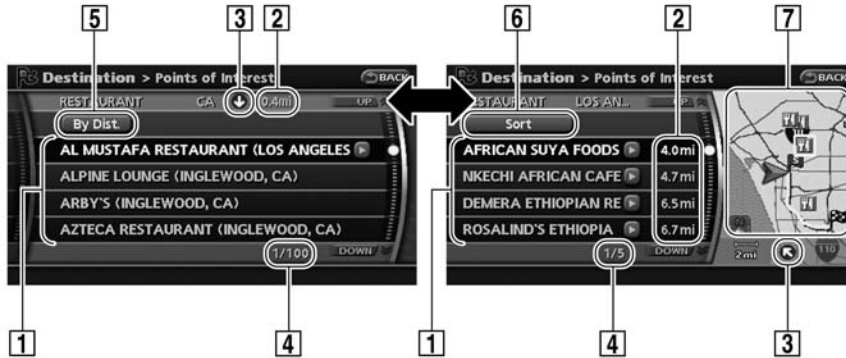 5 3 2
6 2 7
Destination > Points of Interest BACK
RESTAURANT CA 0.4mi UP
By Dist.
AL MUSTAFA RESTAURANT (LOS ANGELES
ALPINE LOUNGE (INGLEWOOD, CA)
ARBY'S (INGLEWOOD, CA)
AZTECA RESTAURANT (INGLEWOOD, CA)
1/100 DOWN
1 4
Destination > Points of Interest BACK
STAURANT LOS AN... UP
Sort
AFRICAN SUYA FOODS 4.0mi
NKECHI AFRICAN CAFE 4.7mi
DEMERA ETHIOPIAN RE 6.5mi
ROSALIND'S ETHIOPIA 6.7mi
1/5 DOWN
2mi 110
1 4 3